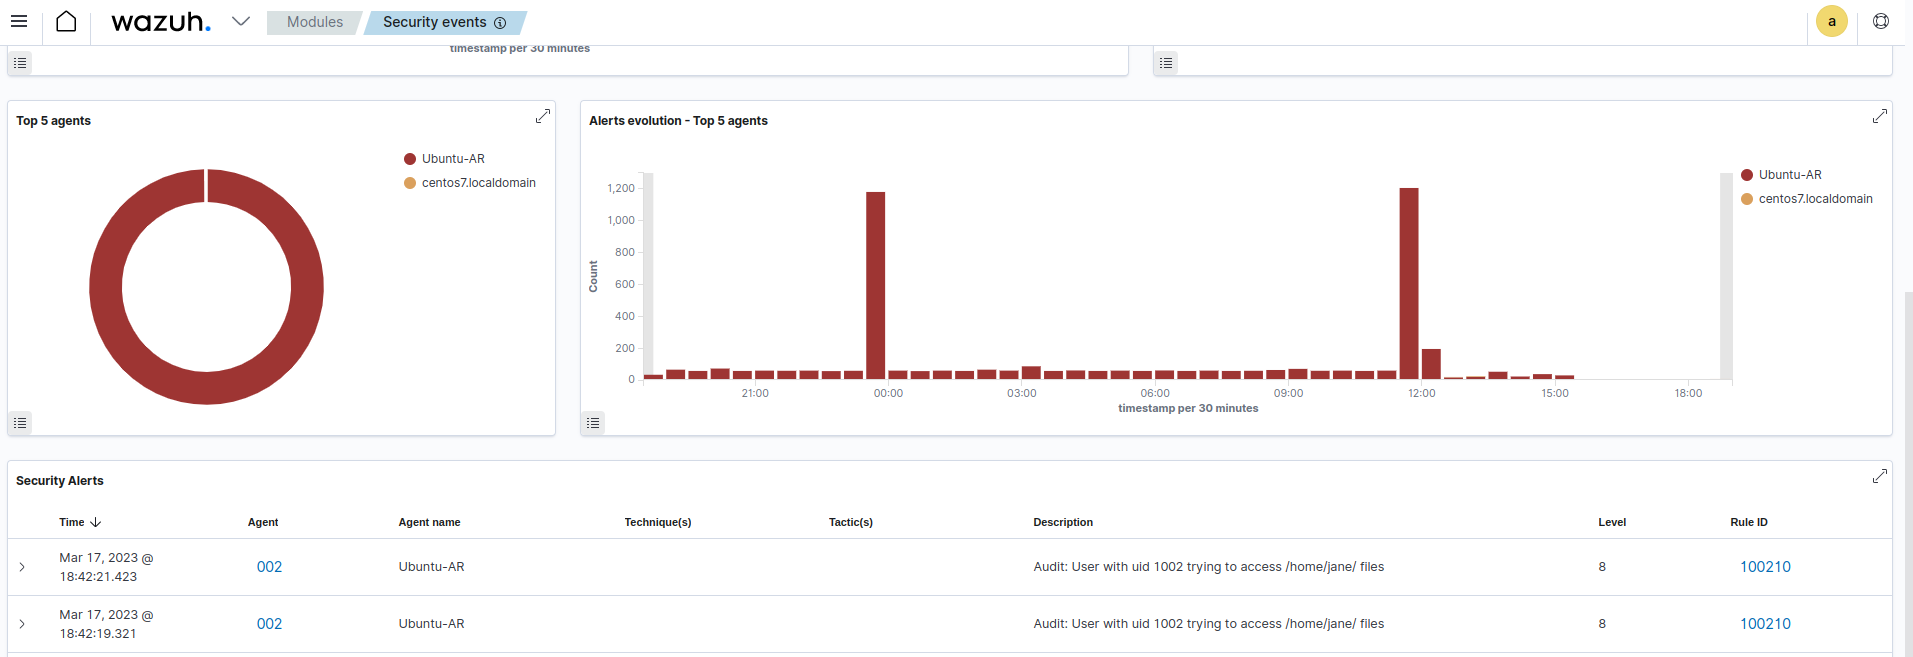 wazuh.
Modules
Security events
a
timestamp per 30 minutes
Top 5 agents
Ubuntu-AR
centos7.localdomain
Alerts evolution - Top 5 agents
Count
1,200
1,000
800
600
400
200
0
21:00
00:00
03:00
06:00
09:00
12:00
15:00
18:00
timestamp per 30 minutes
Ubuntu-AR
centos7.localdomain
Security Alerts
Time Agent Agent name Technique(s) Tactic(s) Description Level Rule ID
Mar 17, 2023 @
18:42:21.423
002 Ubuntu-AR Audit: User with uid 1002 trying to access /home/jane/ files 8 100210
Mar 17, 2023 @
18:42:19.321
002 Ubuntu-AR Audit: User with uid 1002 trying to access /home/jane/ files 8 100210